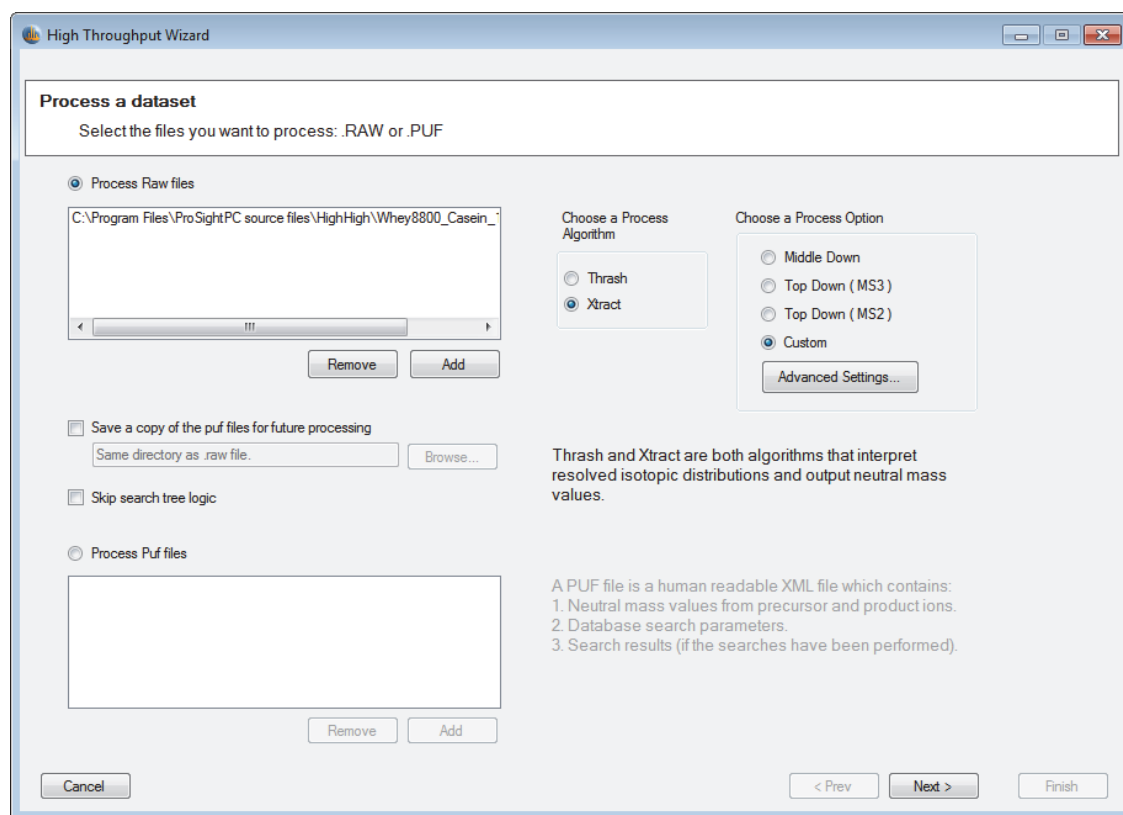 High Throughput Wizard
Process a dataset
Select the files you want to process: .RAW or .PUF
Process Raw files
C:\Program Files\ProSightPC source files\HighHigh\Whey8800_Casein_
Remove
Add
Choose a Process
Algorithm
Thrash
Xtract
Choose a Process Option
Middle Down
Top Down ( MS3 )
Top Down ( MS2 )
Custom
Advanced Settings...
Save a copy of the puf files for future processing
Same directory as .raw file.
Browse...
Skip search tree logic
Thrash and Xtract are both algorithms that interpret
resolved isotopic distributions and output neutral mass
values.
Process Puf files
A PUF file is a human readable XML file which contains:
1. Neutral mass values from precursor and product ions.
2. Database search parameters.
3. Search results (if the searches have been performed).
Remove
Add
Cancel
< Prev
Next >
Finish